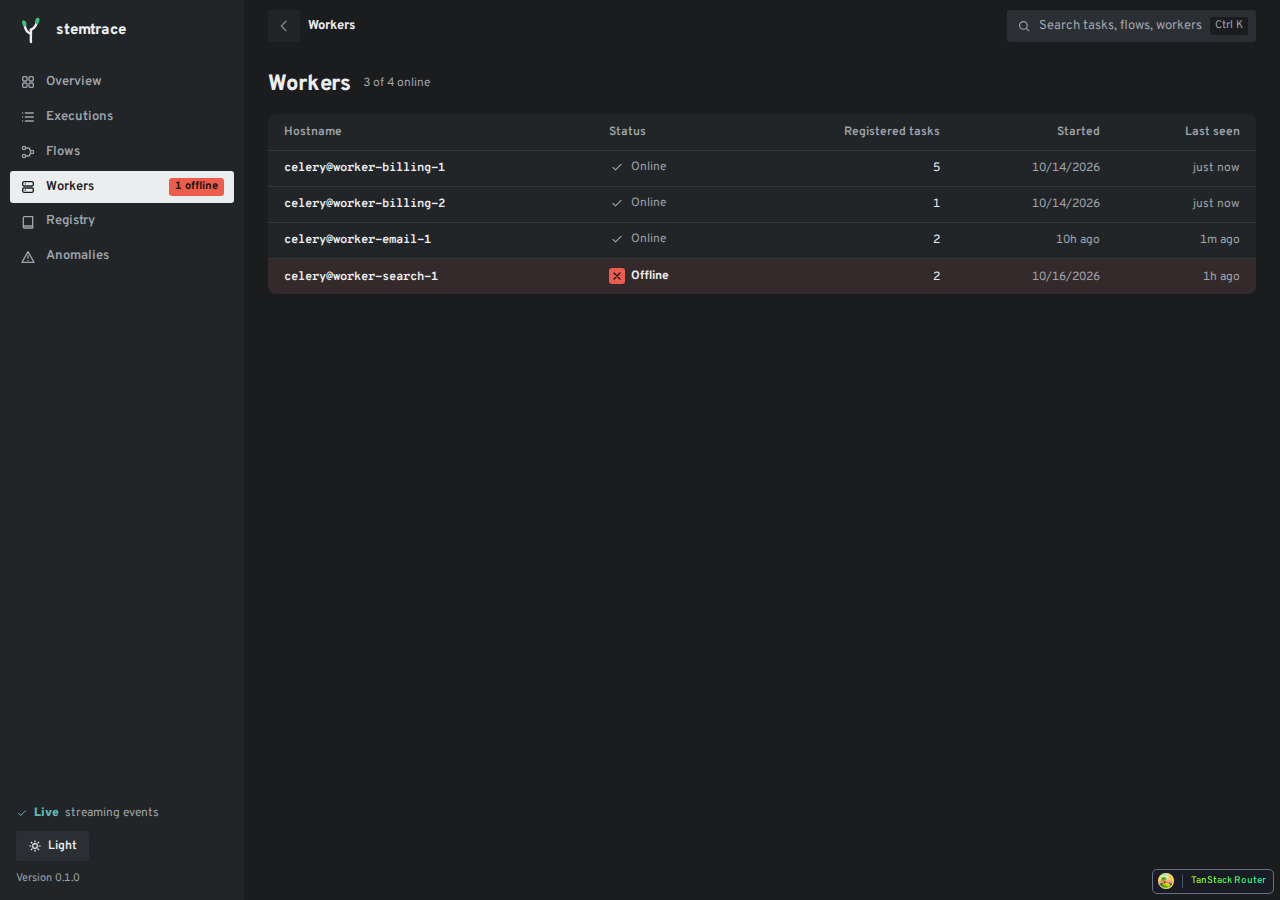 stemtrace
Overview
Executions
Flows
Workers 1 offline
Registry
Anomalies
Live streaming events
Light
Version 0.1.0
Workers
Search tasks, flows, workers Ctrl K
Workers 3 of 4 online
Hostname Status Registered tasks Started Last seen
celery@worker-billing-1 Online 5 10/14/2026 just now
celery@worker-billing-2 Online 1 10/14/2026 just now
celery@worker-email-1 Online 2 10h ago 1m ago
celery@worker-search-1 Offline 2 10/16/2026 1h ago
TanStack Router